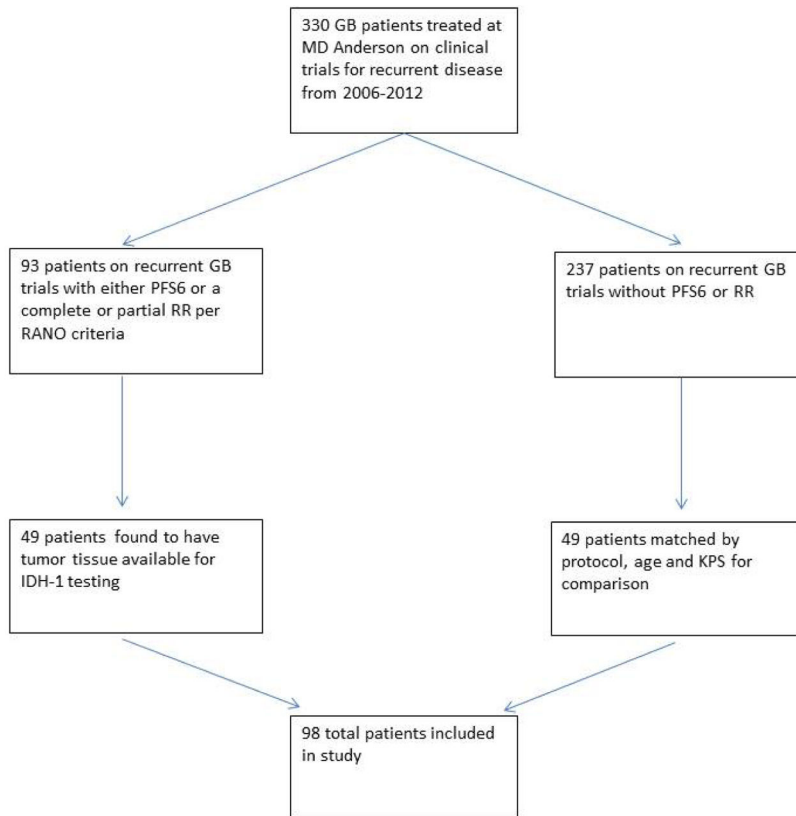 330 GB patients treated at
MD Anderson on clinical
trials for recurrent disease
from 2006-2012
93 patients on recurrent GB
trials with either PFS6 or a
complete or partial RR per
RANO criteria
237 patients on recurrent GB
trials without PFS6 or RR
49 patients found to have
tumor tissue available for
IDH-1 testing
49 patients matched by
protocol, age and KPS for
comparison
98 total patients included
in study